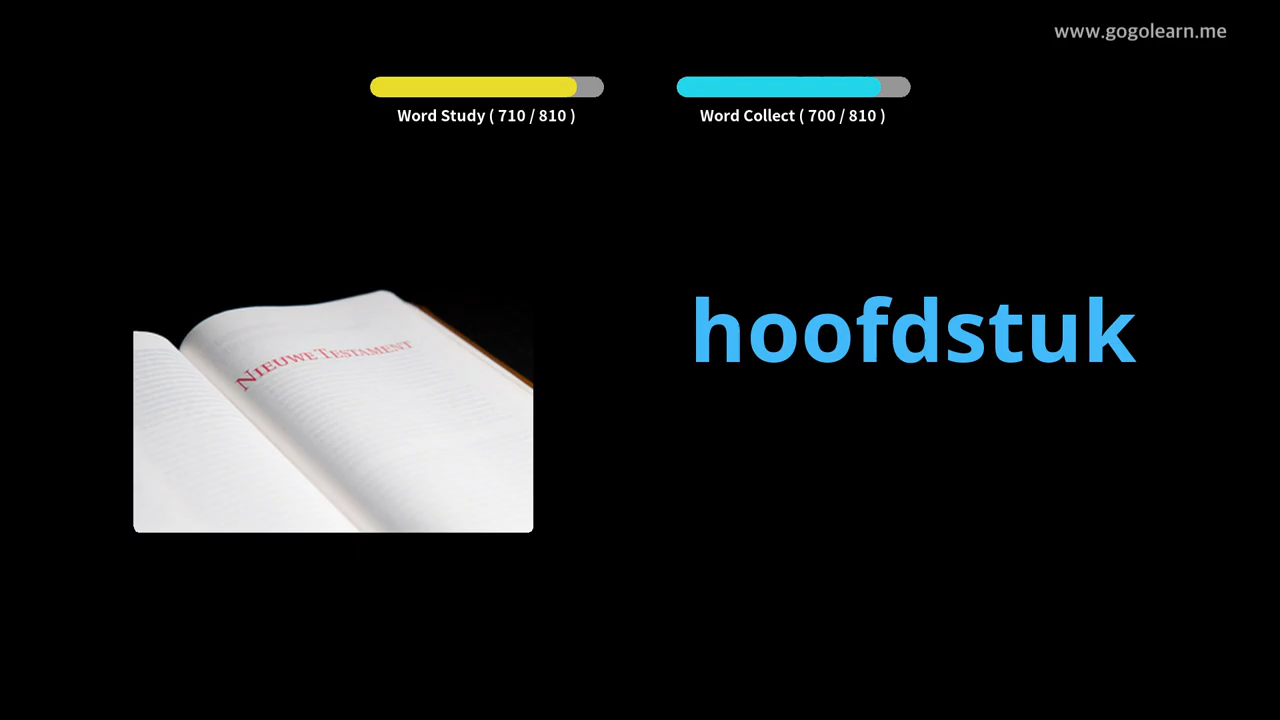 www.gogolearn.me
Word Study ( 710 / 810 )
Word Collect ( 700 / 810 )
NIEUWE TESTAMENT
hoofdstuk